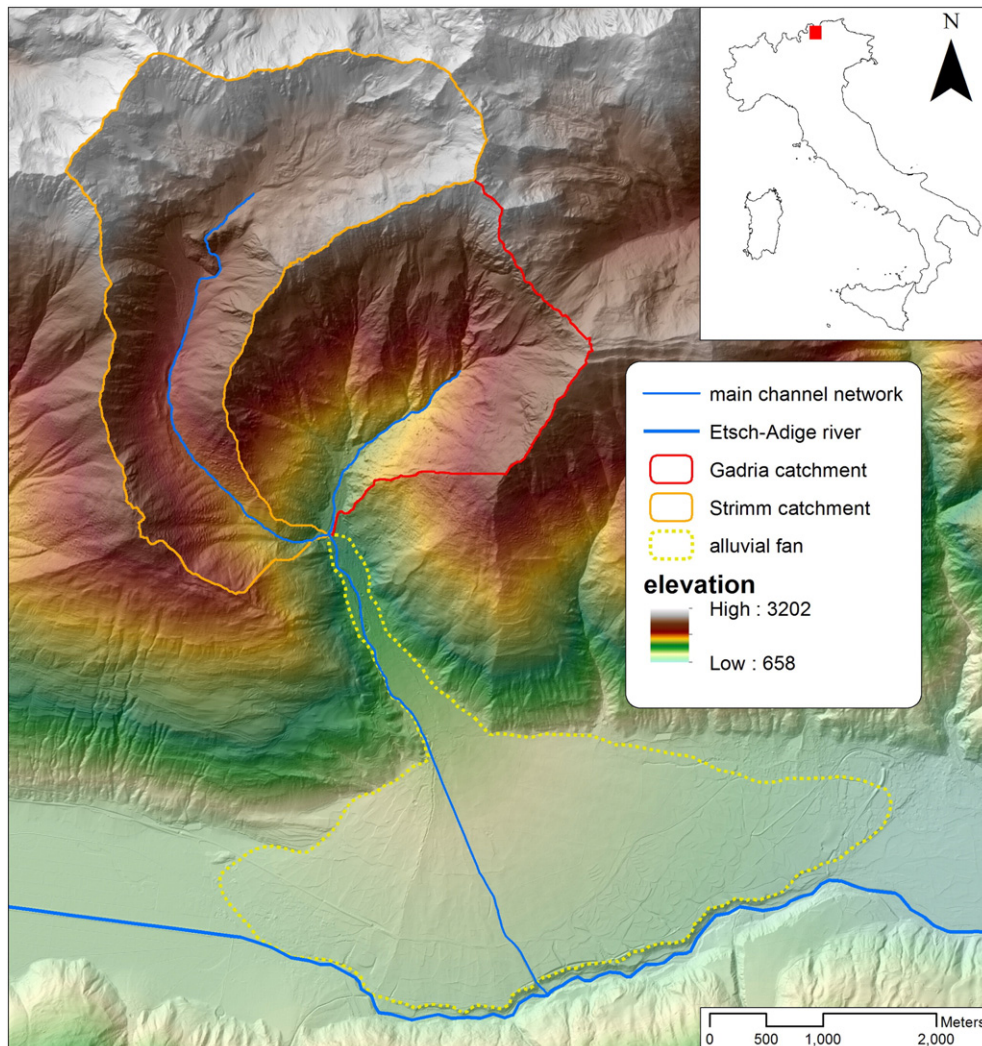 N
main channel network
Etsch-Adige river
Gadria catchment
Strimm catchment
alluvial fan
elevation
High : 3202
Low : 658
Meters
0 500 1,000 2,000